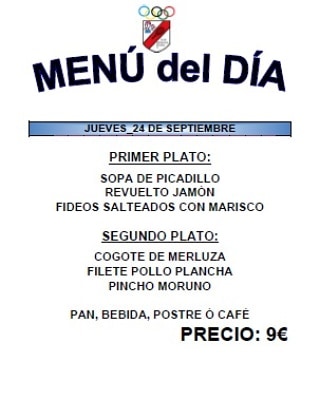 MENÚ del DÍA
JUEVES_24 DE SEPTIEMBRE
PRIMER PLATO:
SOPA DE PICADILLO
REVUELTO JAMÓN
FIDEOS SALTEADOS CON MARISCO
SEGUNDO PLATO:
COGOTE DE MERLUZA
FILETE POLLO PLANCHA
PINCHO MORUNO
PAN, BEBIDA, POSTRE Ó CAFÉ
PRECIO: 9€